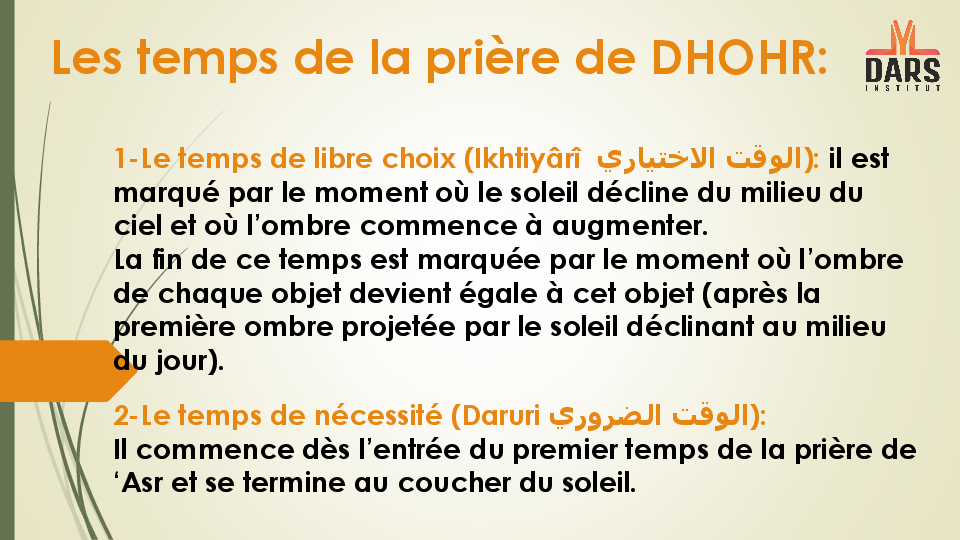 Les temps de la prière de DHOHR:
DARS
INSTITUT
1-Le temps de libre choix (Ikhtiyârî الوقت الاختياري): il est
marqué par le moment où le soleil décline du milieu du
ciel et où l’ombre commence à augmenter.
La fin de ce temps est marquée par le moment où l’ombre
de chaque objet devient égale à cet objet (après la
première ombre projetée par le soleil déclinant au milieu
du jour).
2-Le temps de nécessité (Daruri الوقت الضروري):
Il commence dès l’entrée du premier temps de la prière de
‘Asr et se termine au coucher du soleil.